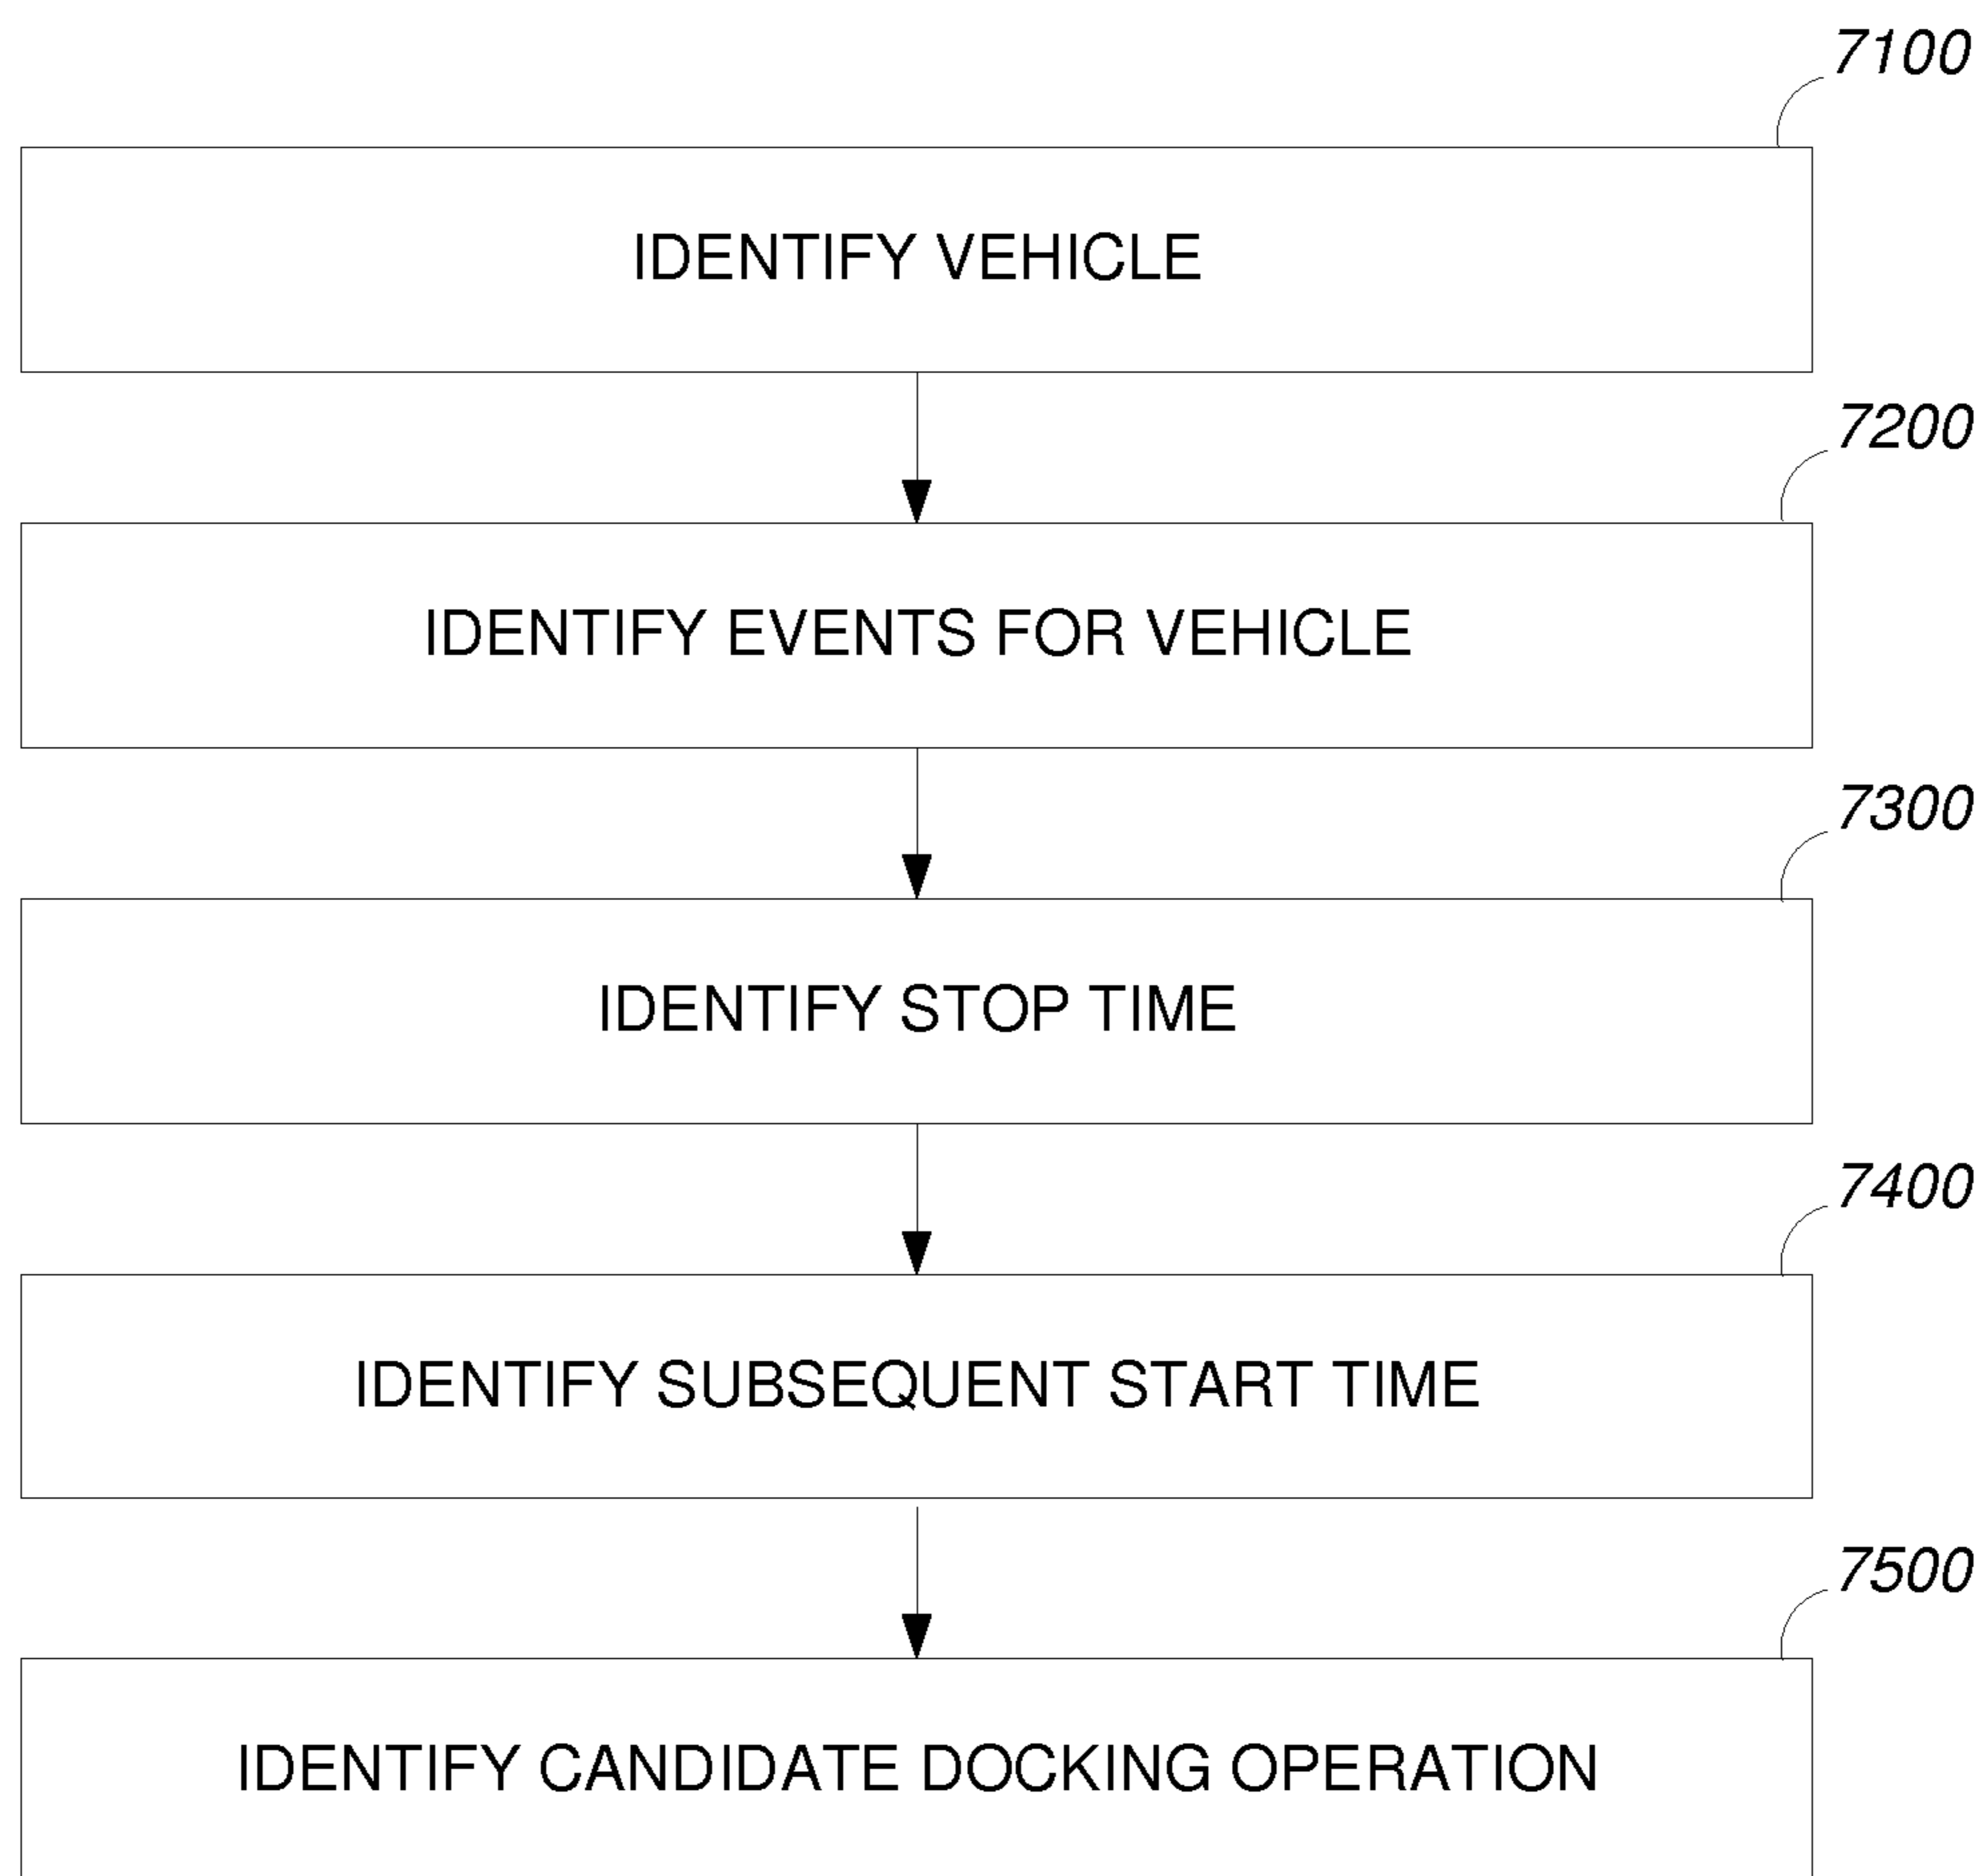 7100
IDENTIFY VEHICLE
7200
IDENTIFY EVENTS FOR VEHICLE
7300
IDENTIFY STOP TIME
7400
IDENTIFY SUBSEQUENT START TIME
7500
IDENTIFY CANDIDATE DOCKING OPERATION